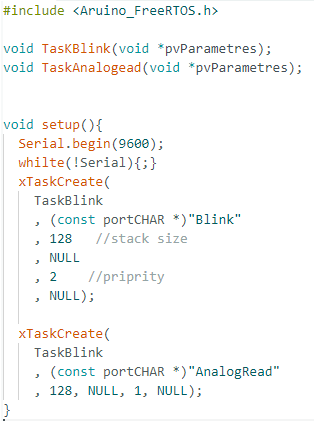 #include <Aruino_FreeRTOS.h>
void TasKBlink(void *pvParametres);
void TaskAnalogead(void *pvParametres);
void setup(){
Serial.begin(9600);
whilte(!Serial){;}
xTaskCreate(
TaskBlink
, (const portCHAR *)"Blink"
, 128 //stack size
, NULL
, 2 //priprity
, NULL);
xTaskCreate(
TaskBlink
, (const portCHAR *)"AnalogRead"
, 128, NULL, 1, NULL);
}